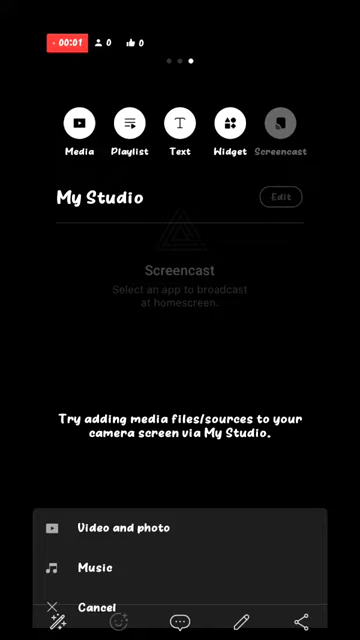 00:01 0 0
Media Playlist Text Widget Screencast
My Studio Edit
Screencast
Select an app to broadcast
at homescreen.
Try adding media files/sources to your
camera screen via My Studio.
Video and photo
Music
Cancel